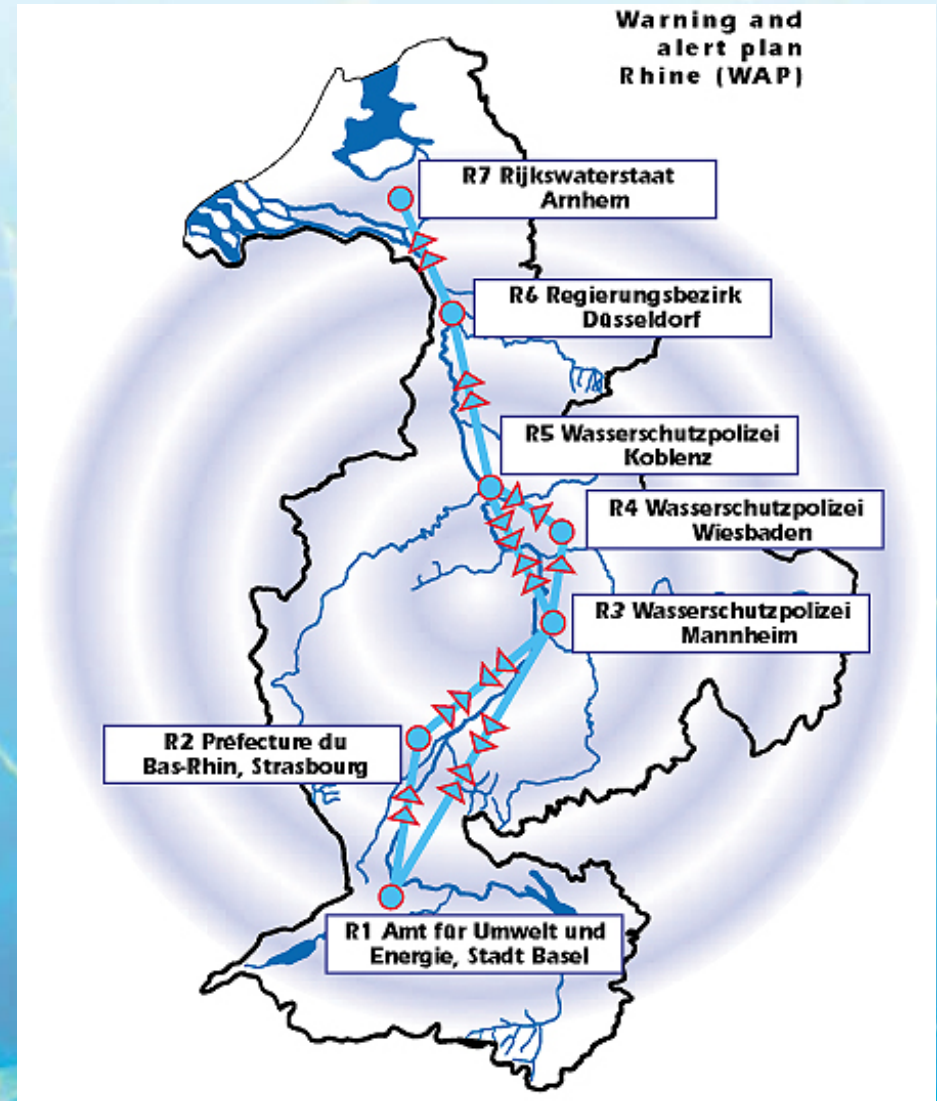 Warning and
alert plan
Rhine (WAP)
R7 Rijkswaterstaat
Arnhem
R6 Regierungsbezirk
Düsseldorf
R5 Wasserschutzpolizei
Koblenz
R4 Wasserschutzpolizei
Wiesbaden
R3 Wasserschutzpolizei
Mannheim
R2 Préfecture du
Bas-Rhin, Strasbourg
R1 Amt für Umwelt und
Energie, Stadt Basel